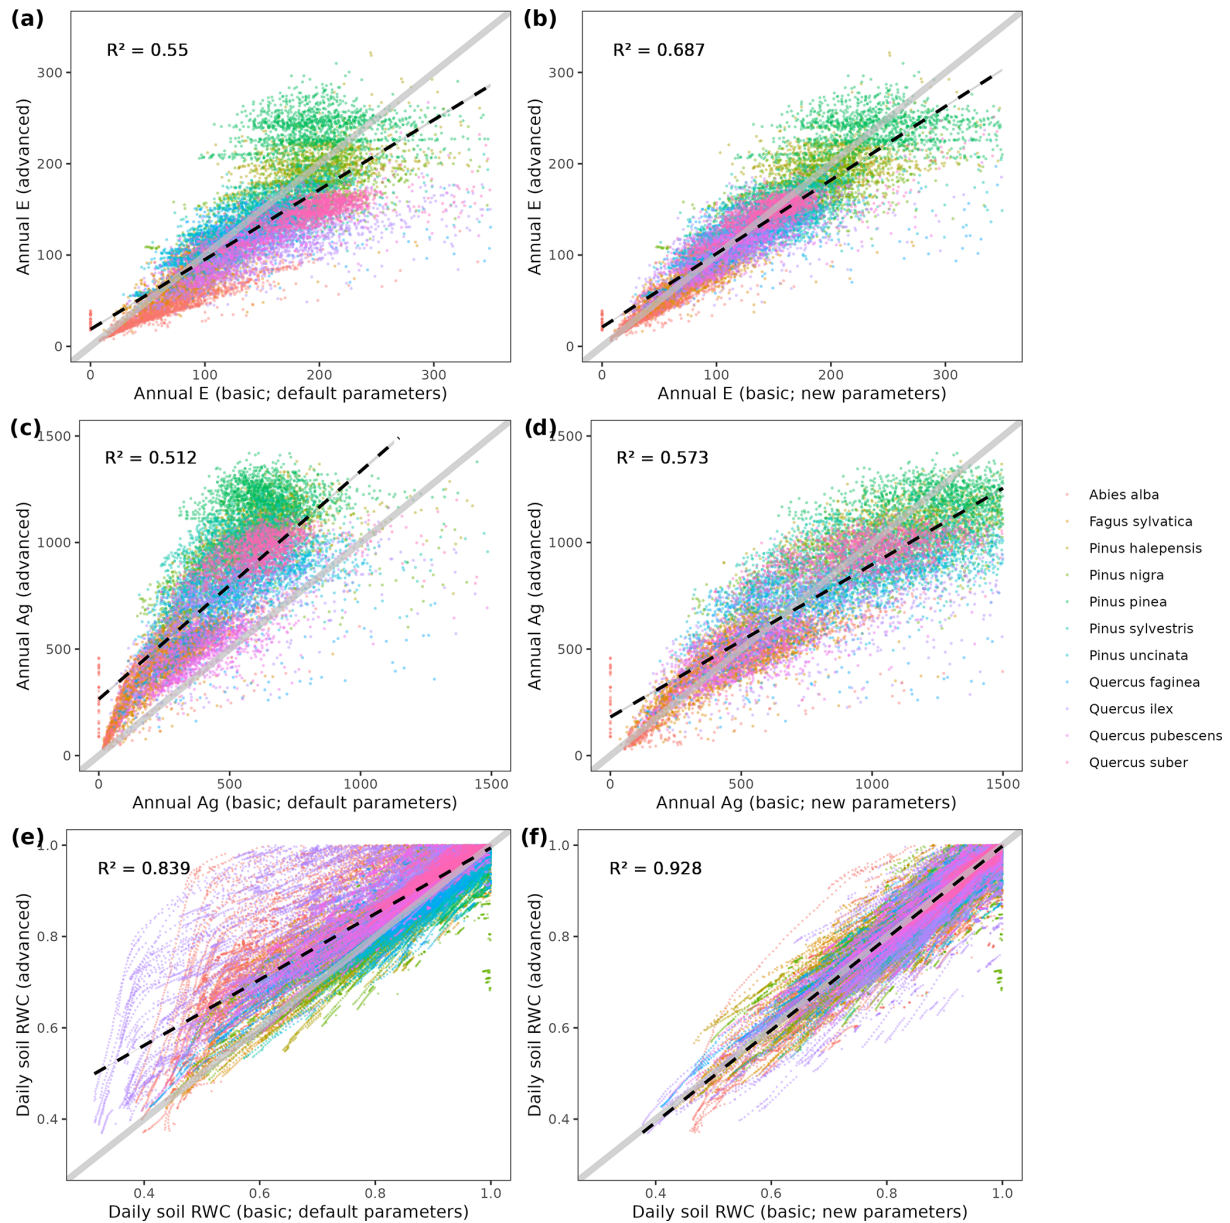 (a)
R² = 0.55
300
200
100
0
0 100 200 300
Annual E (advanced)
Annual E (basic; default parameters)
(b)
R² = 0.687
300
200
100
0
0 100 200 300
Annual E (advanced)
Annual E (basic; new parameters)
(c)
R² = 0.512
1500
1000
500
0
0 500 1000 1500
Annual Ag (advanced)
Annual Ag (basic; default parameters)
(d)
R² = 0.573
1500
1000
500
0
0 500 1000 1500
Annual Ag (advanced)
Annual Ag (basic; new parameters)
Abies alba
Fagus sylvatica
Pinus halepensis
Pinus nigra
Pinus pinea
Pinus sylvestris
Pinus uncinata
Quercus faginea
Quercus ilex
Quercus pubescens
Quercus suber
(e)
R² = 0.839
1.0
0.8
0.6
0.4
0.4 0.6 0.8 1.0
Daily soil RWC (advanced)
Daily soil RWC (basic; default parameters)
(f)
R² = 0.928
1.0
0.8
0.6
0.4
0.4 0.6 0.8 1.0
Daily soil RWC (advanced)
Daily soil RWC (basic; new parameters)